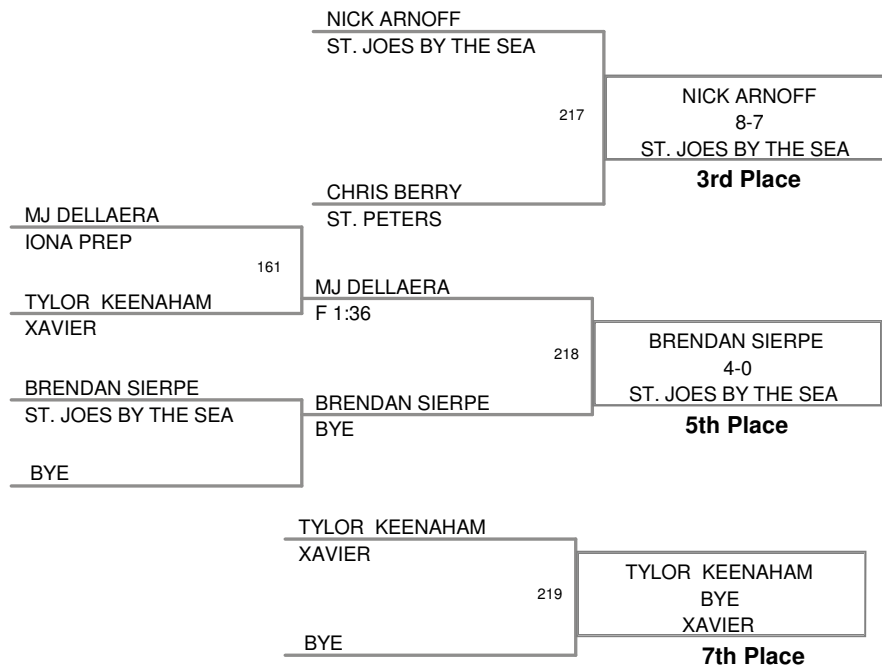 NICK ARNOFF
ST. JOES BY THE SEA
217
NICK ARNOFF
8-7
ST. JOES BY THE SEA
3rd Place
CHRIS BERRY
ST. PETERS
MJ DELLAERA
IONA PREP
161
TYLOR KEENAHAM
XAVIER
MJ DELLAERA
F 1:36
218
BRENDAN SIERPE
4-0
ST. JOES BY THE SEA
5th Place
BRENDAN SIERPE
ST. JOES BY THE SEA
BRENDAN SIERPE
BYE
BYE
TYLOR KEENAHAM
XAVIER
219
TYLOR KEENAHAM
BYE
XAVIER
7th Place
BYE